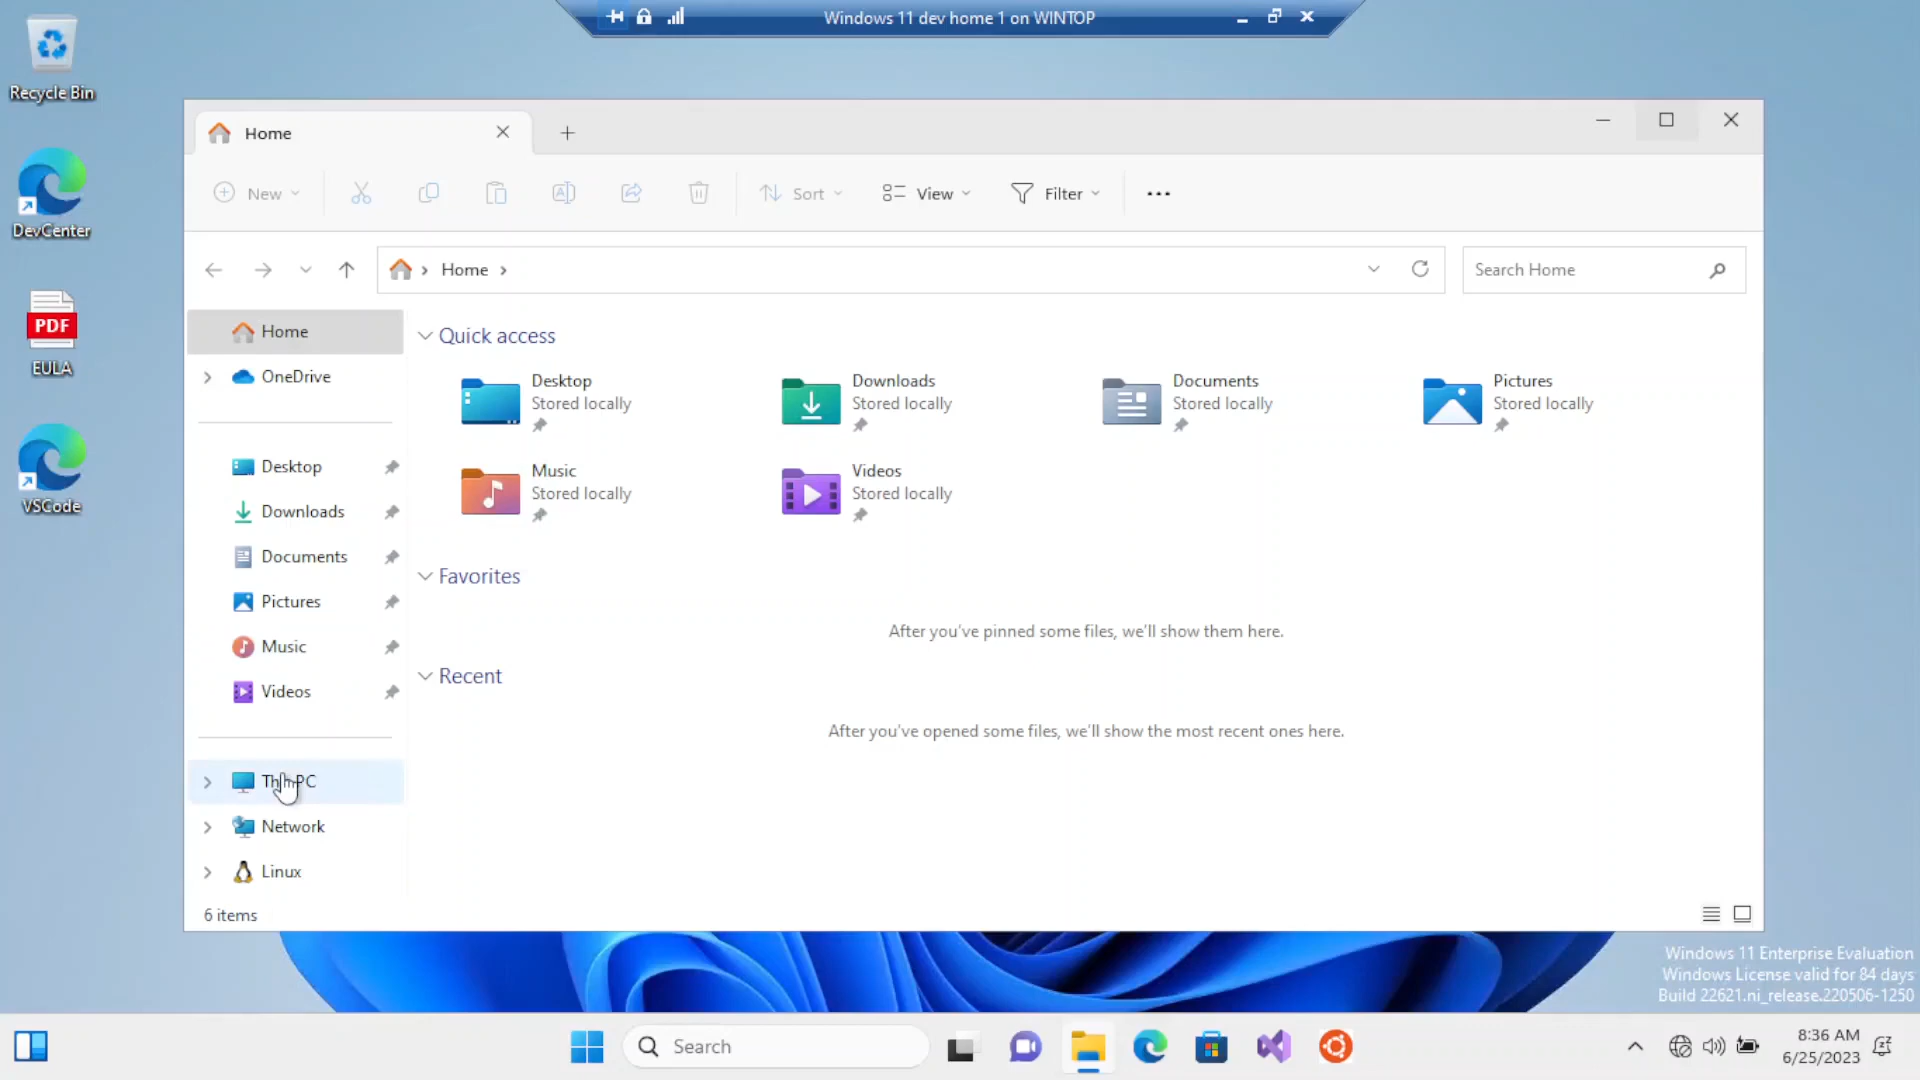 Windows 11 dev home 1 on WINTOP
Recycle Bin
DevCenter
PDF
EULA
VSCode
Home
New
Sort
View
Filter
Home
Search Home
Home
OneDrive
Desktop
Downloads
Documents
Pictures
Music
Videos
This PC
Network
Linux
Quick access
Desktop
Stored locally
Downloads
Stored locally
Documents
Stored locally
Pictures
Stored locally
Music
Stored locally
Videos
Stored locally
Favorites
After you've pinned some files, we'll show them here.
Recent
After you've opened some files, we'll show the most recent ones here.
6 items
Windows 11 Enterprise Evaluation
Windows License valid for 84 days
Build 22621.ni_release.220506-1250
Search
8:36 AM
6/25/2023